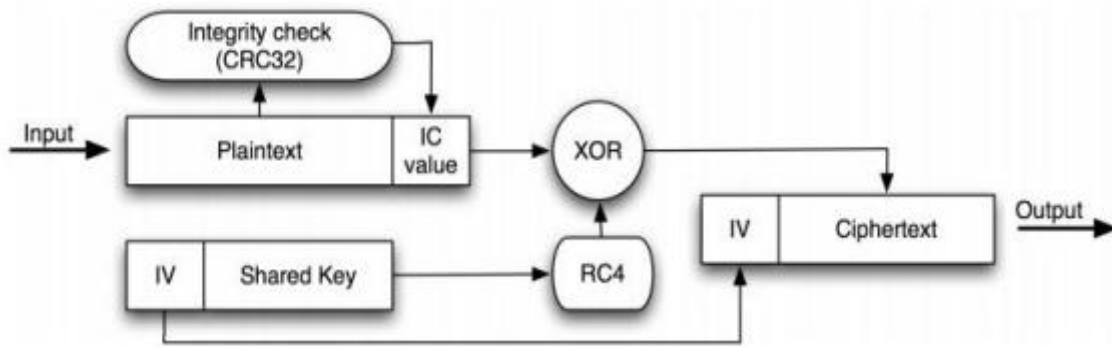 Integrity check
(CRC32)
Input
Plaintext
IC
value
XOR
IV
Ciphertext
Output
IV
Shared Key
RC4